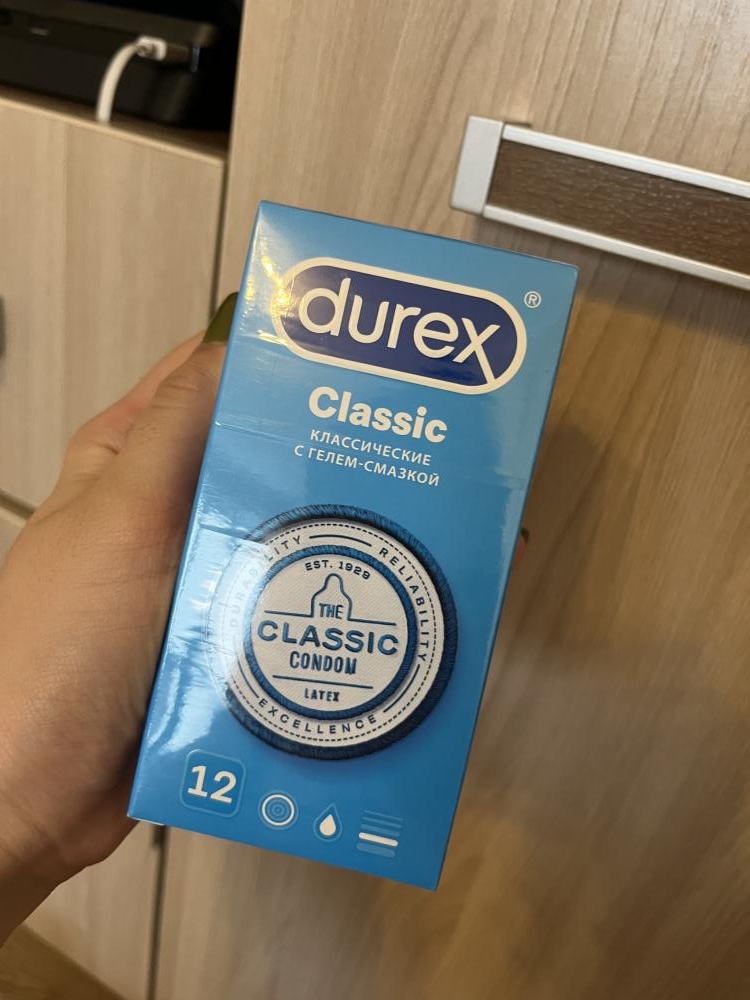 durex®
Classic
КЛАССИЧЕСКИЕ
С ГЕЛЕМ-СМАЗКОЙ
DURABILITY
RELIABILITY
EST. 1929
THE
CLASSIC
CONDOM
LATEX
EXCELLENCE
12